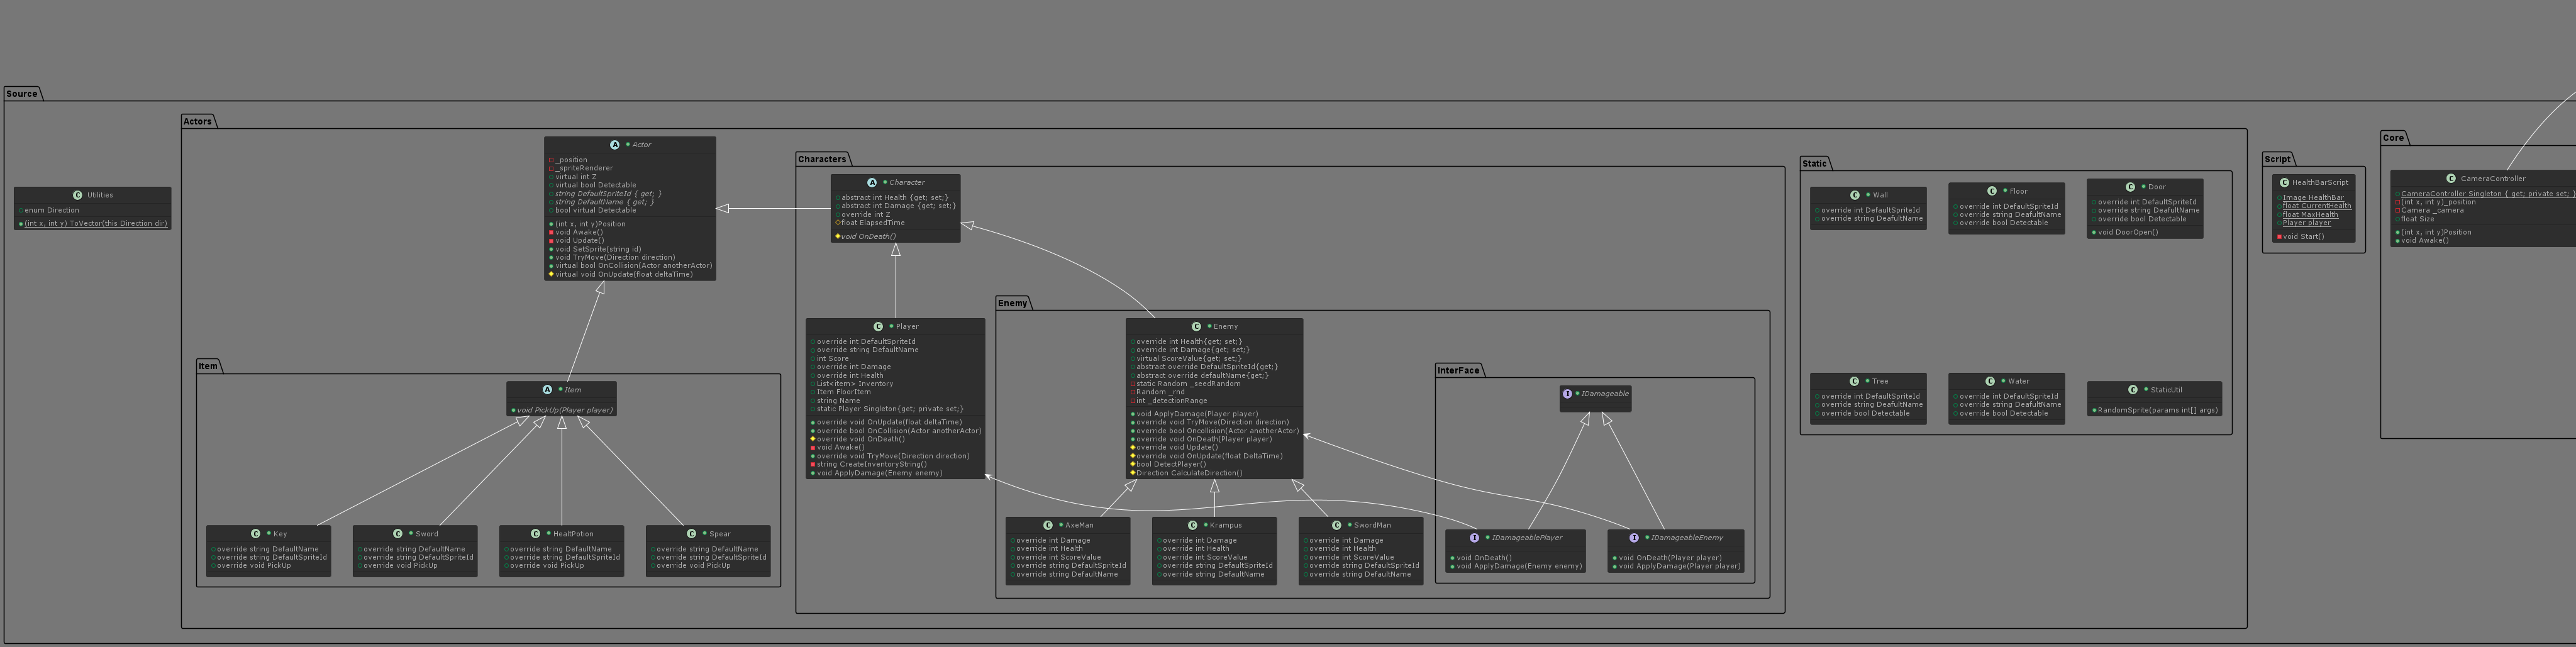 Source
Utilities
enum Direction
(int x, int y) ToVector(this Direction dir)
Actors
A Actor
_position
_spriteRenderer
virtual int Z
virtual bool Detectable
string DefaultSpriteId { get; }
string DefaultName { get; }
bool virtual Detectable
(int x, int y)Position
void Awake()
void Update()
void SetSprite(string id)
void TryMove(Direction direction)
virtual bool OnCollision(Actor anotherActor)
virtual void OnUpdate(float deltaTime)
Item
A Item
void PickUp(Player player)
C Key
override string DefaultName
override string DefaultSpriteId
override void PickUp
C Sword
override string DefaultName
override string DefaultSpriteId
override void PickUp
C HealtPotion
override string DefaultName
override string DefaultSpriteId
override void PickUp
C Spear
override string DefaultName
override string DefaultSpriteId
override void PickUp
Characters
A Character
abstract int Health {get; set;}
abstract int Damage {get; set;}
override int Z
float ElapsedTime
void OnDeath()
C Player
override int DefaultSpriteId
override string DefaultName
int Score
override int Damage
override int Health
List<item> Inventory
Item FloorItem
string Name
static Player Singleton{get; private set;}
override void OnUpdate(float deltaTime)
override bool OnCollision(Actor anotherActor)
override void OnDeath()
void Awake()
override void TryMove(Direction direction)
string CreateInventoryString()
void ApplyDamage(Enemy enemy)
Enemy
C Enemy
override int Health{get; set;}
override int Damage{get; set;}
virtual ScoreValue{get; set;}
abstract override DefaultSpriteId{get;}
abstract override defaultName{get;}
static Random _seedRandom
Random _rnd
int _detectionRange
void ApplyDamage(Player player)
override void TryMove(Direction direction)
override bool Oncollision(Actor anotherActor)
override void OnDeath(Player player)
override void Update()
override void OnUpdate(float DeltaTime)
bool DetectPlayer()
Direction CalculateDirection()
C AxeMan
override int Damage
override int Health
override int ScoreValue
override string DefaultSpriteId
override string DefaultName
C Krampus
override int Damage
override int Health
override int ScoreValue
override string DefaultSpriteId
override string DefaultName
C SwordMan
override int Damage
override int Health
override int ScoreValue
override string DefaultSpriteId
override string DefaultName
InterFace
I IDamageable
I IDamageablePlayer
void OnDeath()
void ApplyDamage(Enemy enemy)
I IDamageableEnemy
void OnDeath(Player player)
void ApplyDamage(Player player)
Static
C Wall
override int DefaultSpriteId
override string DeafultName
C Floor
override int DefaultSpriteId
override string DeafultName
override bool Detectable
C Door
override int DefaultSpriteId
override string DeafultName
override bool Detectable
void DoorOpen()
C Tree
override int DefaultSpriteId
override string DeafultName
override bool Detectable
C Water
override int DefaultSpriteId
override string DeafultName
override bool Detectable
C StaticUtil
RandomSprite(params int[] args)
Script
C HealthBarScript
Image HealthBar
float CurrentHealth
float MaxHealth
Player player
void Start()
Core
C CameraController
CameraController Singleton { get; private set; }
(int x, int y)_position
Camera _camera
float Size
(int x, int y)Position
void Awake()